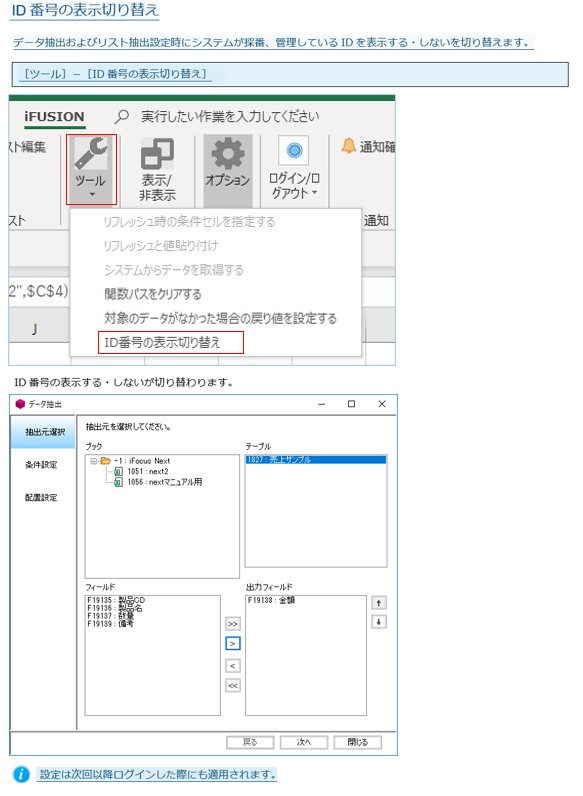 ID 番号の表示切り替え
データ抽出およびリスト抽出設定時にシステムが採番、管理している ID を表示する・しないを切り替えます。
［ツール］－［ID 番号の表示切り替え］
iFUSION 実行したい作業を入力してください
スト編集
ツール
表示/
非表示
オプション
ログイン/ロ
グアウト
通知確
スト
通知
リフレッシュ時の条件セルを指定する
リフレッシュと値貼り付け
システムからデータを取得する
2",$C$4)
関数パスをクリアする
対象のデータがなかった場合の戻り値を設定する
J
ID番号の表示切り替え
ID 番号の表示する・しないが切り替わります。
データ抽出
抽出元選択
条件設定
配置設定
抽出元を選択してください。
ブック
-1 : iFocus Next
1051 : next2
1056 : nextマニュアル用
テーブル
1827 : 売上サンプル
フィールド
F19135 : 製品CD
F19136 : 製品名
F19137 : 数量
F19139 : 備考
>>
>
<
<<
出力フィールド
F19138 : 金額
↑
↓
戻る 次へ 閉じる
i 設定は次回以降ログインした際にも適用されます。